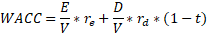 WACC = E/V * r_e + D/V * r_d * (1 - t)